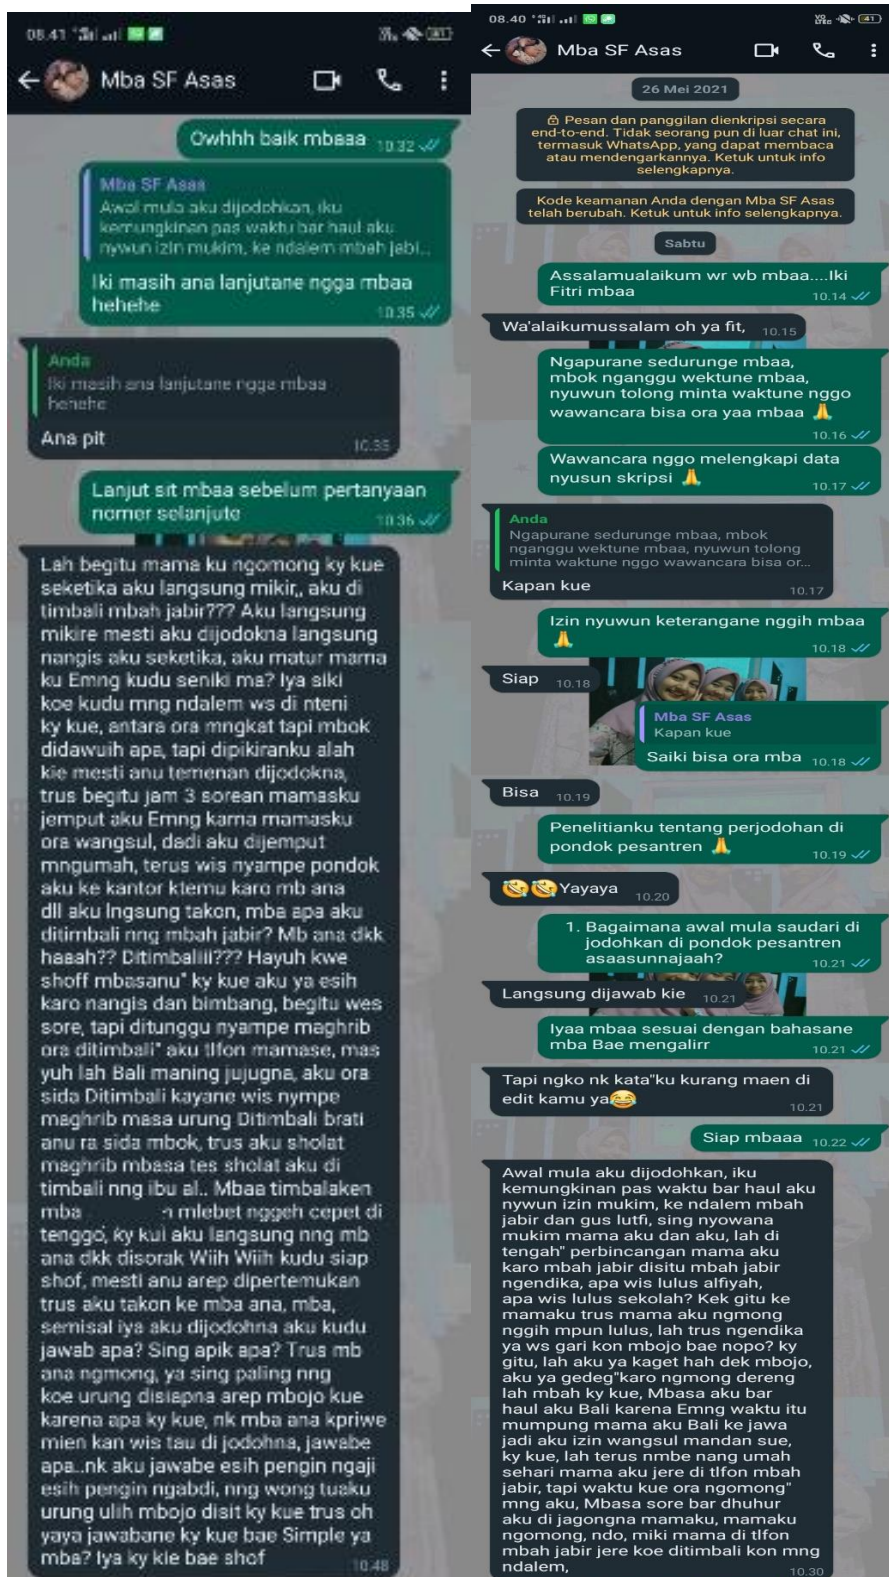 08.41
Mba SF Asas
Owhhh baik mbaaa 10.32
Mba SF Asas
Awal mula aku dijodohkan, iku
kemungkinan pas waktu bar haul aku
nywun izin mukim, ke ndalem mbah jabi...
Iki masih ana lanjutane ngga mbaa
hehehe 10.35
Anda
Iki masih ana lanjutane ngga mbaa
hehehe
Ana pit 10.35
Lanjut sit mbaa sebelum pertanyaan
nomer selanjute 10.36
Lah begitu mama ku ngomong ky kue
seketika aku langsung mikir,, aku di
timbali mbah jabir??? Aku langsung
mikire mesti aku dijodokna langsung
nangis aku seketika, aku matur mama
ku Emng kudu seniki ma? Iya siki
koe kudu mng ndalem ws di nteni
ky kue, antara ora mngkat tapi mbok
didawuih apa, tapi dipikiranku alah
kie mesti anu temenan dijodokna,
trus begitu jam 3 sorean mamasku
jemput aku Emng karna mamasku
ora wangsul, dadi aku dijemput
mngumah, terus wis nyampe pondok
aku ke kantor ktemu karo mb ana
dll aku lngsung takon, mba apa aku
ditimbali nng mbah jabir? Mb ana dkk
haaah?? Ditimbaliii??? Hayuh kwe
shoff mbasanu" ky kue aku ya esih
karo nangis dan bimbang, begitu wes
sore, tapi ditunggu nyampe maghrib
ora ditimbali" aku tlfon mamase, mas
yuh lah Bali maning jujugna, aku ora
sida Ditimbali kayane wis nympe
maghrib masa urung Ditimbali brati
anu ra sida mbok, trus aku sholat
maghrib mbasa tes sholat aku di
timbali nng ibu al.. Mbaa timbalaken
mba n mlebet nggeh cepet di
tenggo, ky kui aku langsung nng mb
ana dkk disorak Wiih Wiih kudu siap
shof, mesti anu arep dipertemukan
trus aku takon ke mba ana, mba,
semisal iya aku dijodohna aku kudu
jawab apa? Sing apik apa? Trus mb
ana ngmong, ya sing paling nng
koe urung disiapna arep mbojo kue
karena apa ky kue, nk mba ana kpriwe
mien kan wis tau di jodohna, jawabe
apa..nk aku jawabe esih pengin ngaji
esih pengin ngabdi, nng wong tuaku
urung ulih mbojo disit ky kue trus oh
yaya jawabane ky kue bae Simple ya
mba? Iya ky kie bae shof 10.48
08.40
41
Mba SF Asas
26 Mei 2021
Pesan dan panggilan dienkripsi secara
end-to-end. Tidak seorang pun di luar chat ini,
termasuk WhatsApp, yang dapat membaca
atau mendengarkannya. Ketuk untuk info
selengkapnya.
Kode keamanan Anda dengan Mba SF Asas
telah berubah. Ketuk untuk info selengkapnya.
Sabtu
Assalamualaikum wr wb mbaa....Iki
Fitri mbaa 10.14
Wa'alaikumussalam oh ya fit, 10.15
Ngapurane sedurunge mbaa,
mbok nganggu wektune mbaa,
nyuwun tolong minta waktune nggo
wawancara bisa ora yaa mbaa 🙏
10.16
Wawancara nggo melengkapi data
nyusun skripsi 🙏 10.17
Anda
Ngapurane sedurunge mbaa, mbok
nganggu wektune mbaa, nyuwun tolong
minta waktune nggo wawancara bisa or...
Kapan kue 10.17
Izin nyuwun keterangane nggih mbaa
🙏 10.18
Siap 10.18
Mba SF Asas
Kapan kue
Saiki bisa ora mba 10.18
Bisa 10.19
Penelitianku tentang perjodohan di
pondok pesantren 🙏 10.19
🤣🤣Yayaya 10.20
1. Bagaimana awal mula saudari di
jodohkan di pondok pesantren
asaasunnajaah? 10.21
Langsung dijawab kie 10.21
Iyaa mbaa sesuai dengan bahasane
mba Bae mengalirr 10.21
Tapi ngko nk kata"ku kurang maen di
edit kamu ya😂 10.21
Siap mbaaa 10.22
Awal mula aku dijodohkan, iku
kemungkinan pas waktu bar haul aku
nywun izin mukim, ke ndalem mbah
jabir dan gus lutfi, sing nyowana
mukim mama aku dan aku, lah di
tengah" perbincangan mama aku
karo mbah jabir disitu mbah jabir
ngendika, apa wis lulus alfiyah,
apa wis lulus sekolah? Kek gitu ke
mamaku trus mama aku ngmong
nggih mpun lulus, lah trus ngendika
ya ws gari kon mbojo bae nopo? ky
gitu, lah aku ya kaget hah dek mbojo,
aku ya gedeg"karo ngmong dereng
lah mbah ky kue, Mbasa aku bar
haul aku Bali karena Emng waktu itu
mumpung mama aku Bali ke jawa
jadi aku izin wangsul mandan sue,
ky kue, lah terus nmbe nang umah
sehari mama aku jere di tlfon mbah
jabir, tapi waktu kue ora ngomong"
mng aku, Mbasa sore bar dhuhur
aku di jagongna mamaku, mamaku
ngomong, ndo, miki mama di tlfon
mbah jabir jere koe ditimbali kon mng
ndalem, 10.30